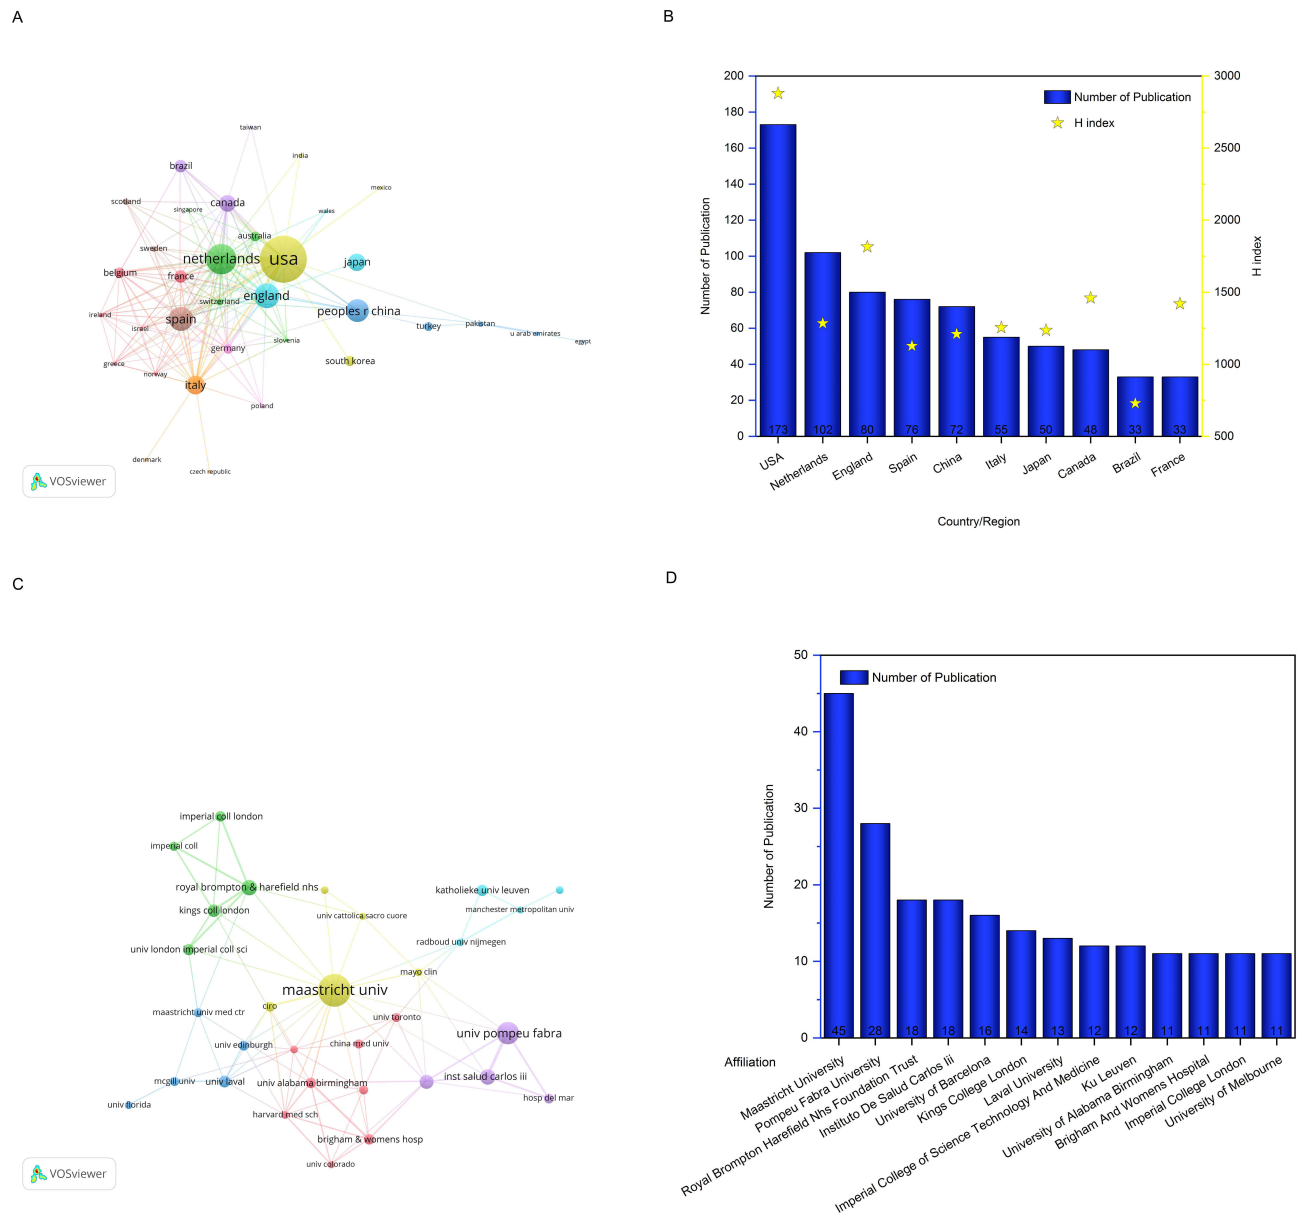 A
taiwan
india
brazil
mexico
scotland
canada
singapore
wales
australia
sweden
netherlands
usa
japan
belgium
france
england
switzerland
peoples r china
ireland
spain
israel
turkey
pakistan
u arab emirates
slovenia
egypt
germany
south korea
greece
norway
italy
poland
denmark
czech republic
VOSviewer
B
200
180
160
140
120
100
80
60
40
20
0
Number of Publication
3000
2500
2000
1500
1000
500
H index
Number of Publication
H index
173
102
80
76
72
55
50
48
33
33
USA
Netherlands
England
Spain
China
Italy
Japan
Canada
Brazil
France
Country/Region
C
imperial coll london
imperial coll
royal brompton & harefield nhs
katholieke univ leuven
kings coll london
univ cattolica sacro cuore
manchester metropolitan univ
univ london imperial coll sci
radboud univ nijmegen
mayo clin
maastricht univ
ciro
maastricht univ med ctr
univ toronto
univ pompeu fabra
univ edinburgh
china med univ
mcgill univ
univ laval
univ alabama birmingham
inst salud carlos iii
hosp del mar
univ florida
harvard med sch
brigham & womens hosp
univ colorado
VOSviewer
D
50
40
30
20
10
0
Number of Publication
Number of Publication
45
28
18
18
16
14
13
12
12
11
11
11
11
Affiliation
Maastricht University
Pompeu Fabra University
Royal Brompton Harefield Nhs Foundation Trust
Instituto De Salud Carlos Iii
University of Barcelona
Kings College London
Laval University
Imperial College of Science Technology And Medicine
Ku Leuven
University of Alabama Birmingham
Brigham And Womens Hospital
Imperial College London
University of Melbourne